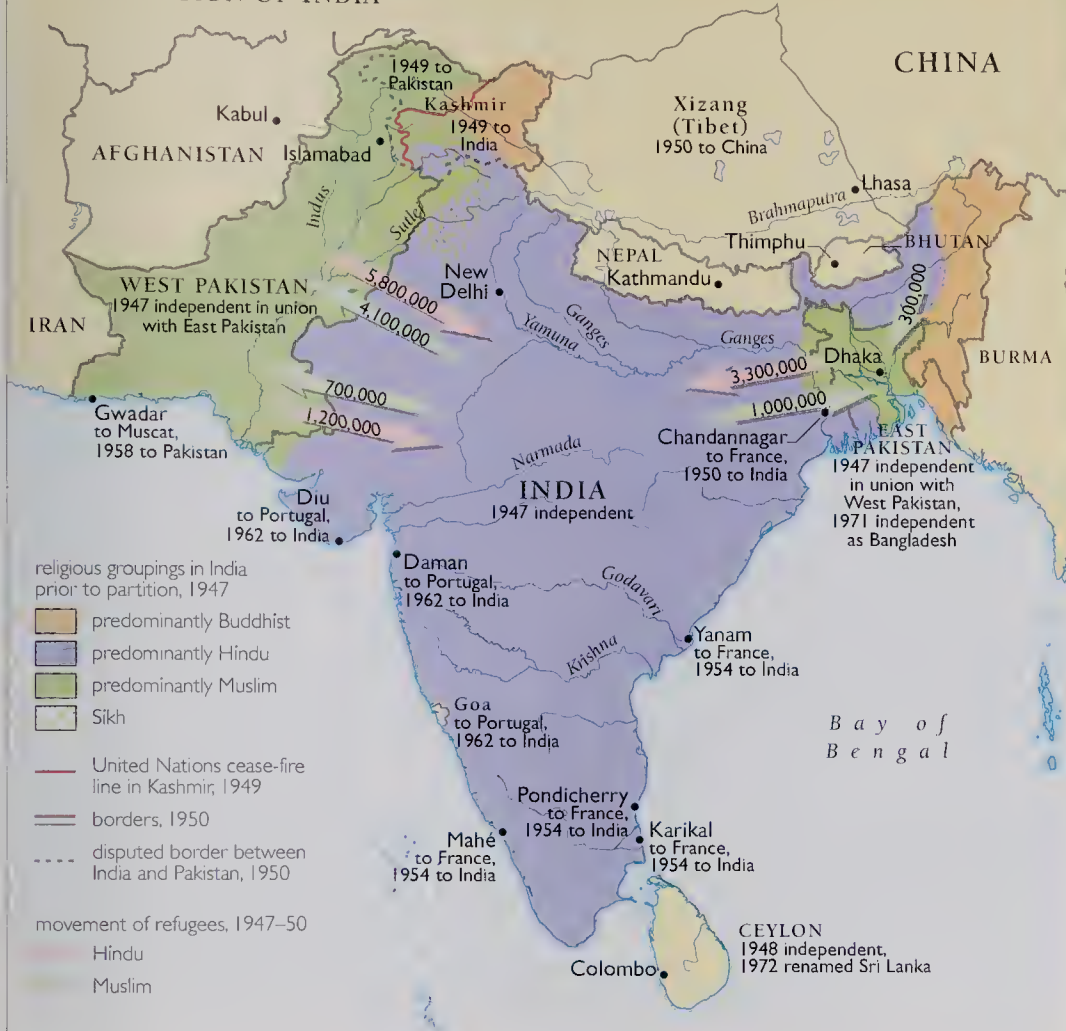 CHINA
1949 to
Pakistan
Kashmir
1949 to
India
Xizang
(Tibet)
1950 to China
Kabul
AFGHANISTAN
Islamabad
Indus
Sutlej
Brahmaputra
Lhasa
Thimphu
BHUTAN
NEPAL
Kathmandu
300,000
WEST PAKISTAN
1947 independent in union
with East Pakistan
5,800,000
4,100,000
New
Delhi
Yamuna
Ganges
Ganges
IRAN
BURMA
Dhaka
3,300,000
1,000,000
700,000
1,200,000
Gwadar
to Muscat,
1958 to Pakistan
Chandannagar
to France,
1950 to India
EAST
PAKISTAN
1947 independent
in union with
West Pakistan,
1971 independent
as Bangladesh
Narmada
INDIA
1947 independent
Diu
to Portugal,
1962 to India
Daman
to Portugal,
1962 to India
Godavari
Krishna
Yanam
to France,
1954 to India
Goa
to Portugal,
1962 to India
Bay of
Bengal
Pondicherry
to France,
1954 to India
Karikal
to France,
1954 to India
Mahé
to France,
1954 to India
CEYLON
1948 independent,
1972 renamed Sri Lanka
Colombo
religious groupings in India
prior to partition, 1947
predominantly Buddhist
predominantly Hindu
predominantly Muslim
Sikh
United Nations cease-fire
line in Kashmir, 1949
borders, 1950
disputed border between
India and Pakistan, 1950
movement of refugees, 1947–50
Hindu
Muslim